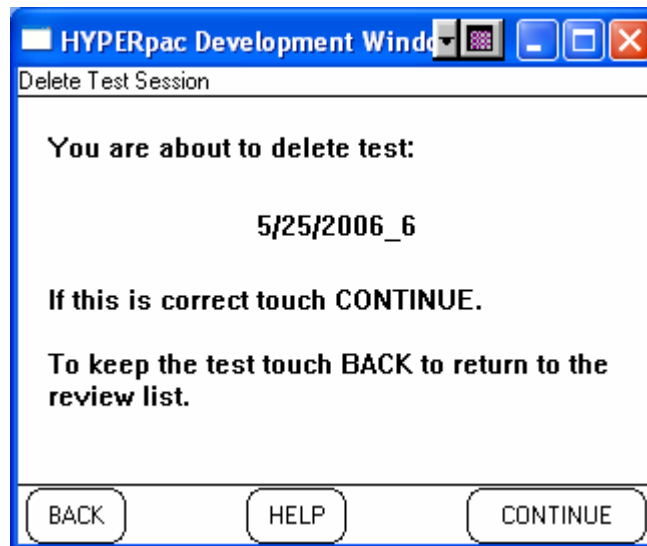 HYPERpac Development Windo
Delete Test Session
You are about to delete test:
5/25/2006_6
If this is correct touch CONTINUE.
To keep the test touch BACK to return to the
review list.
BACK
HELP
CONTINUE